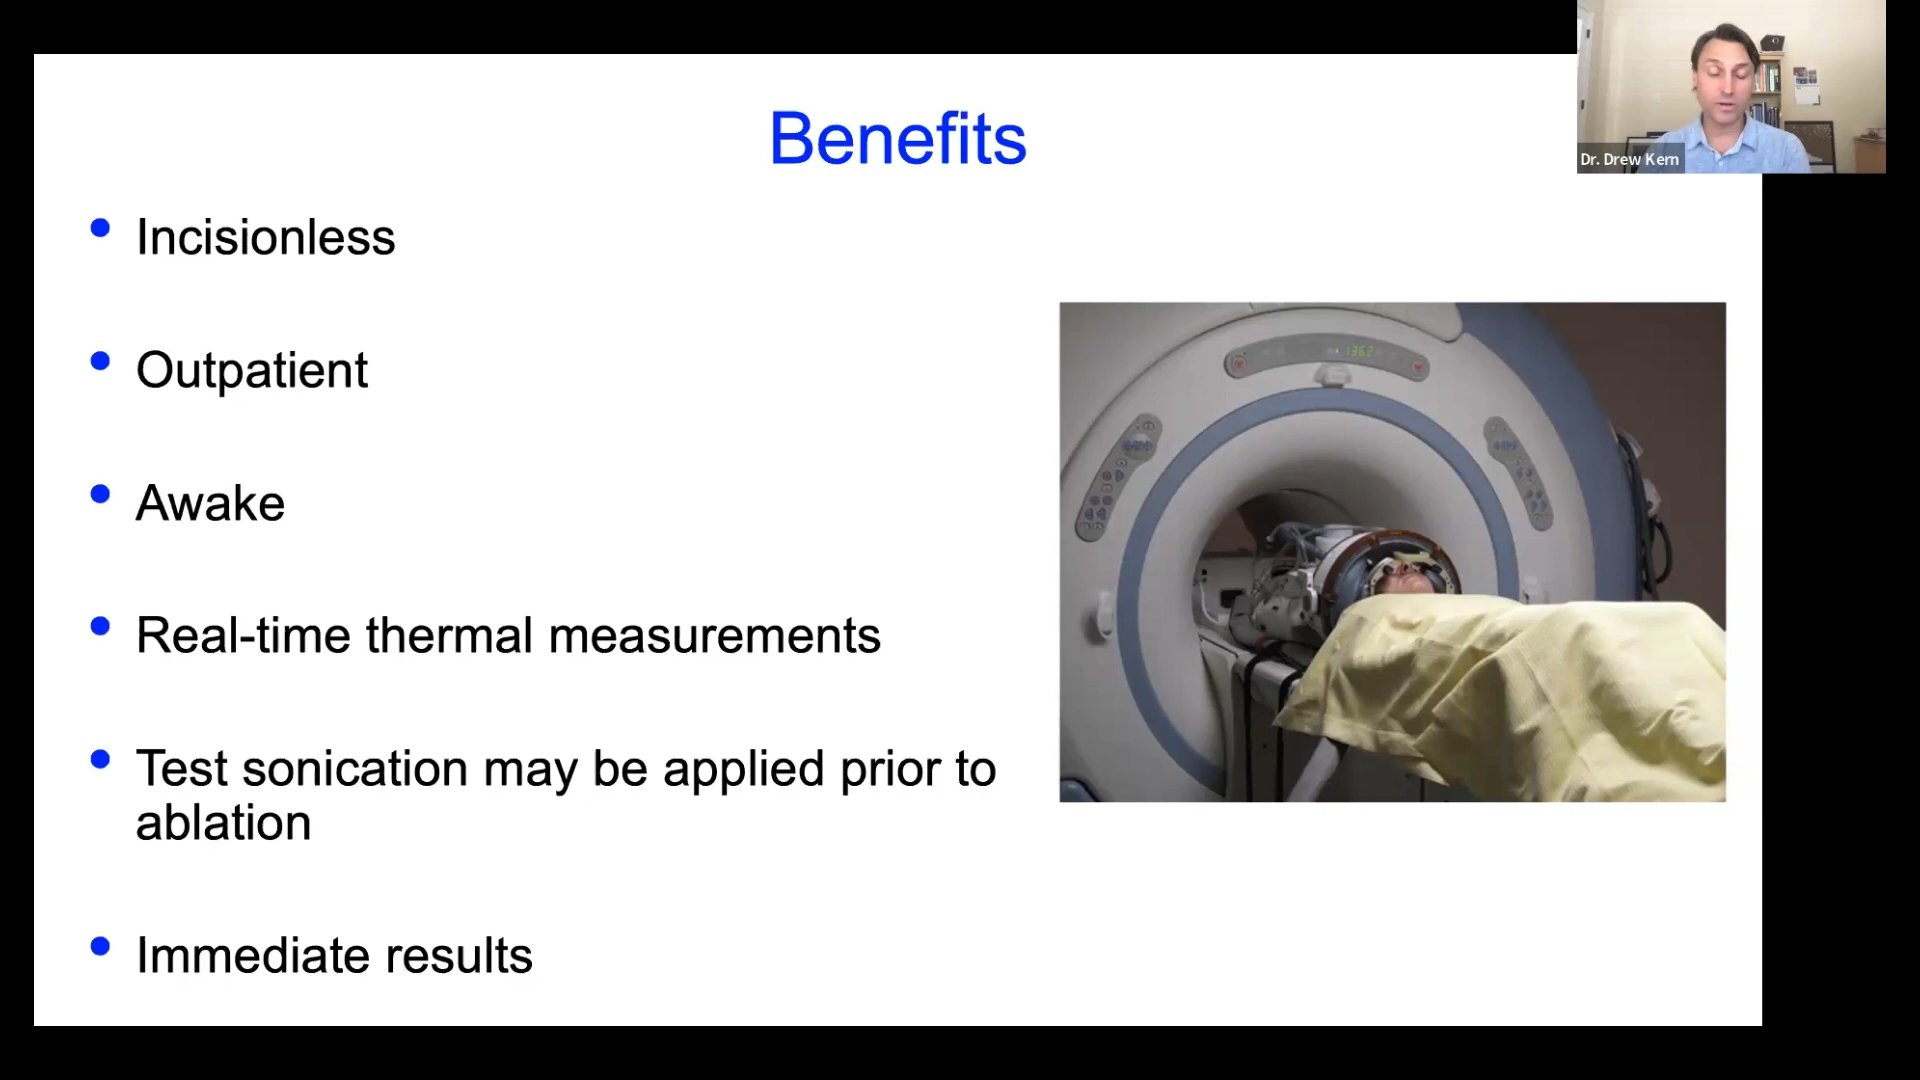 Benefits
Dr. Drew Kern
Incisionless
Outpatient
Awake
Real-time thermal measurements
Test sonication may be applied prior to
ablation
Immediate results